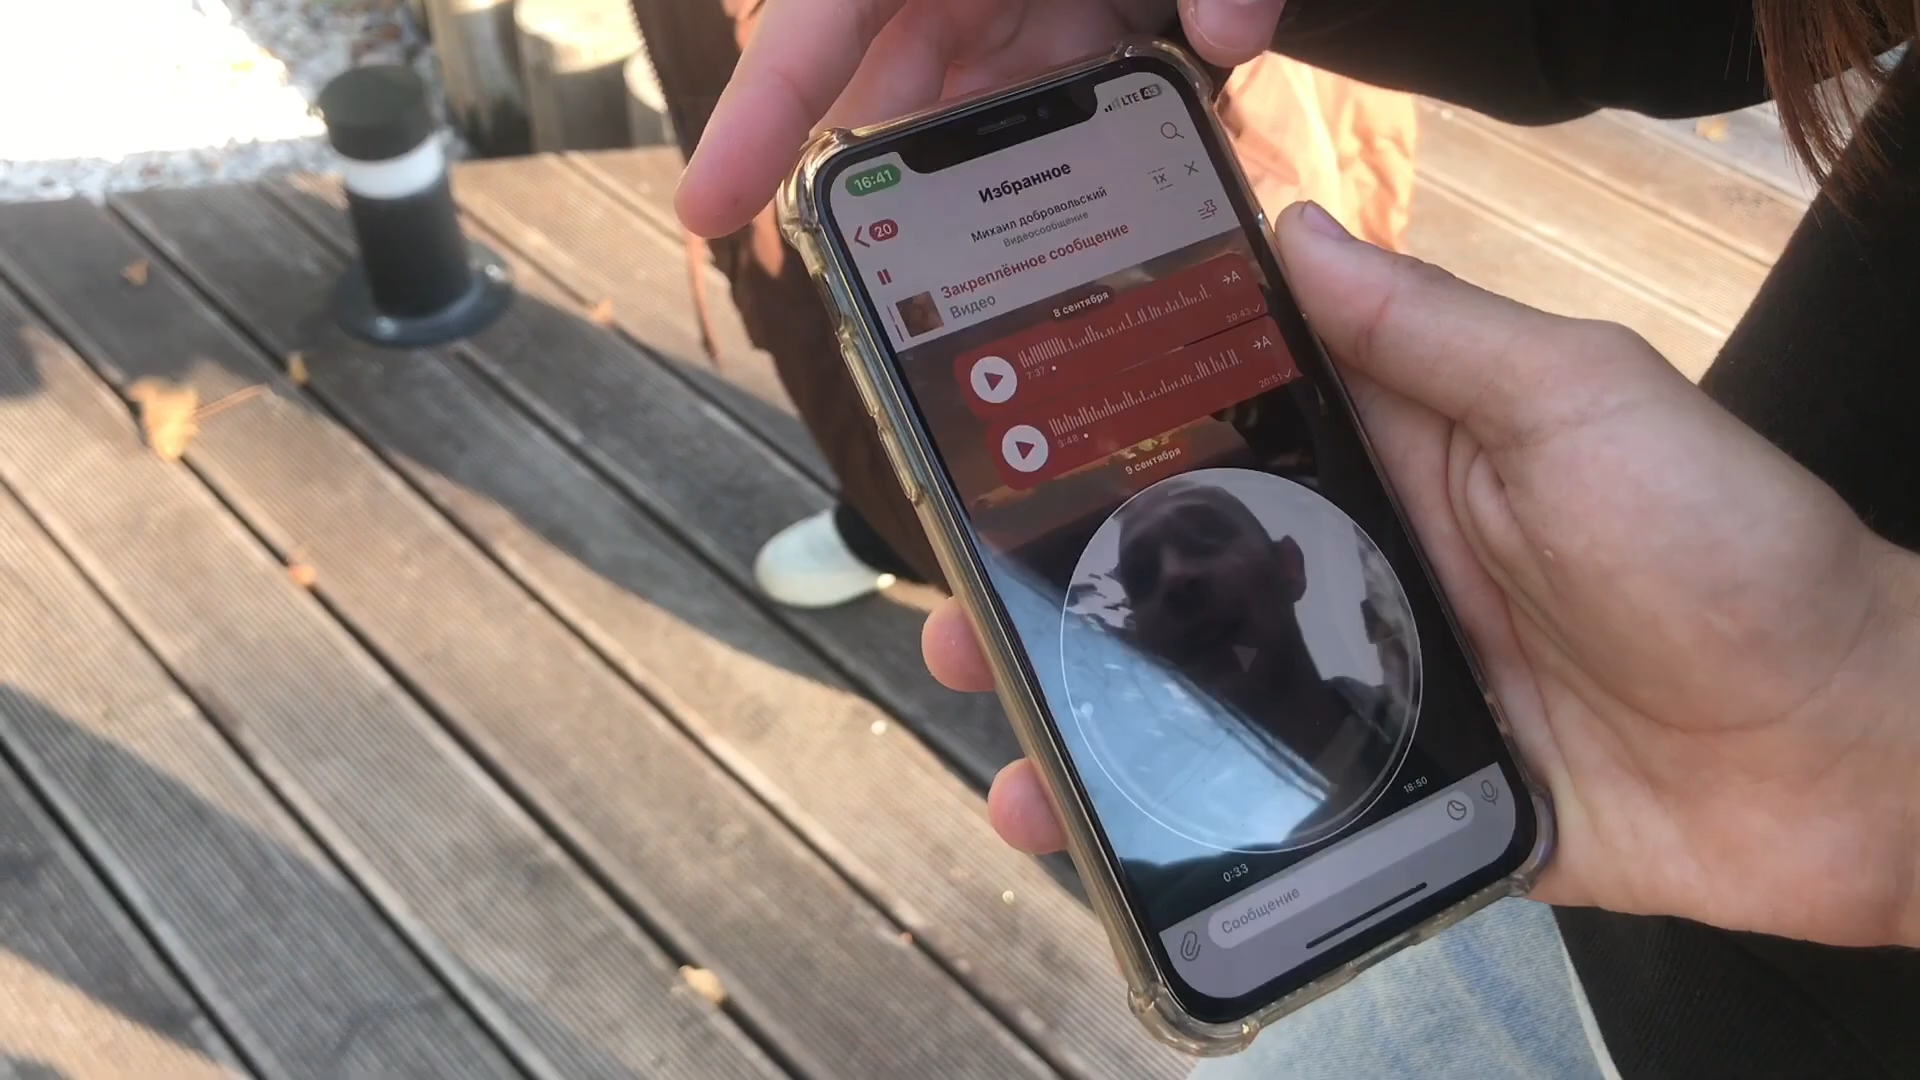 16:41
LTE 43
20
Избранное
1X
Михаил добровольский
Видеосообщение
Закреплённое сообщение
Видео
8 сентября
→A
7:37
20:43
→A
3:48
20:51
9 сентября
0:33
18:50
Сообщение